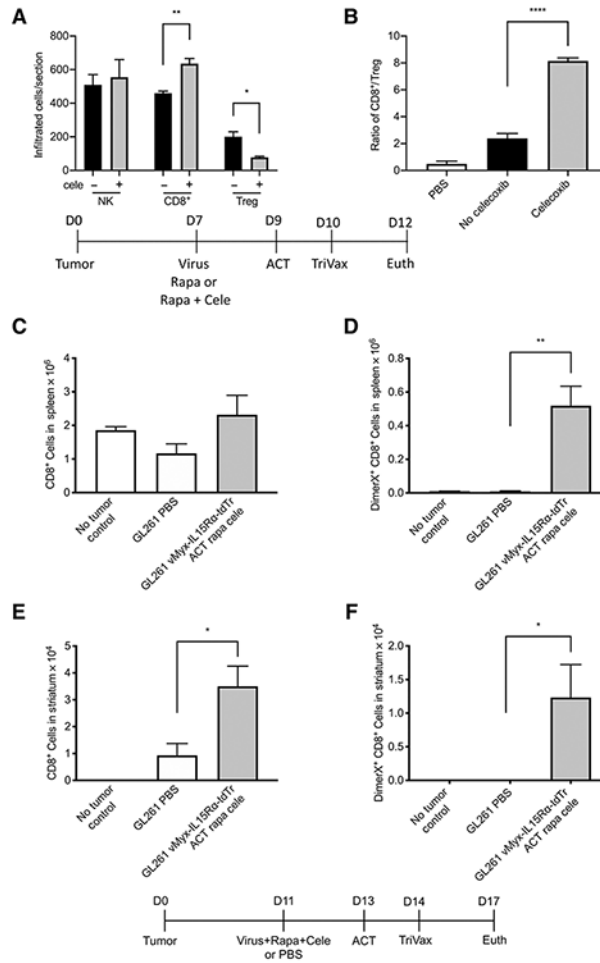 A
**
*
800
600
400
200
0
Infiltrated cells/section
cele
– + – + – +
NK CD8⁺ Treg
B
****
10
8
6
4
2
0
Ratio of CD8⁺/Treg
PBS
No celecoxib
Celecoxib
D0 D7 D9 D10 D12
Tumor Virus ACT TriVax Euth
Rapa or
Rapa + Cele
C
4
3
2
1
0
CD8⁺ Cells in spleen × 10⁶
No tumor
control
GL261 PBS
GL261 vMyx-IL15Rα-tdTr
ACT rapa cele
D
**
0.8
0.6
0.4
0.2
0.0
DimerX⁺ CD8⁺ Cells in spleen × 10⁶
No tumor
control
GL261 PBS
GL261 vMyx-IL15Rα-tdTr
ACT rapa cele
E
*
5
4
3
2
1
0
CD8⁺ Cells in striatum × 10⁴
No tumor
control
GL261 PBS
GL261 vMyx-IL15Rα-tdTr
ACT rapa cele
F
*
2.0
1.5
1.0
0.5
0.0
DimerX⁺ CD8⁺ Cells in striatum × 10⁴
No tumor
control
GL261 PBS
GL261 vMyx-IL15Rα-tdTr
ACT rapa cele
D0 D11 D13 D14 D17
Tumor Virus+Rapa+Cele ACT TriVax Euth
or PBS